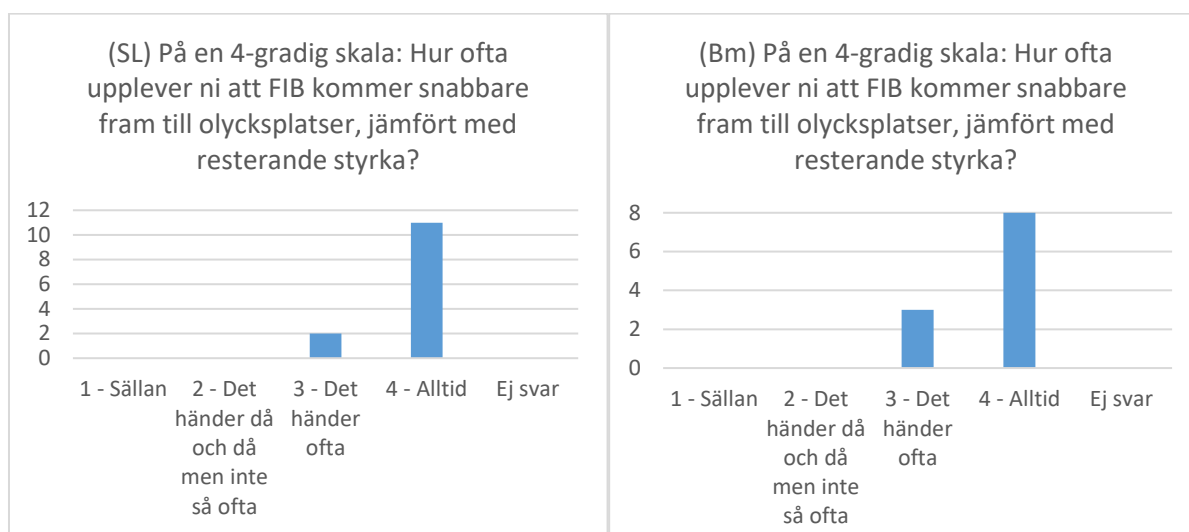 (SL) På en 4-gradig skala: Hur ofta
upplever ni att FIB kommer snabbare
fram till olycksplatser, jämfört med
resterande styrka?
12
10
8
6
4
2
0
1 - Sällan
2 - Det
händer då
och då
men inte
så ofta
3 - Det
händer
ofta
4 - Alltid
Ej svar
(Bm) På en 4-gradig skala: Hur ofta
upplever ni att FIB kommer snabbare
fram till olycksplatser, jämfört med
resterande styrka?
8
6
4
2
0
1 - Sällan
2 - Det
händer då
och då
men inte
så ofta
3 - Det
händer
ofta
4 - Alltid
Ej svar